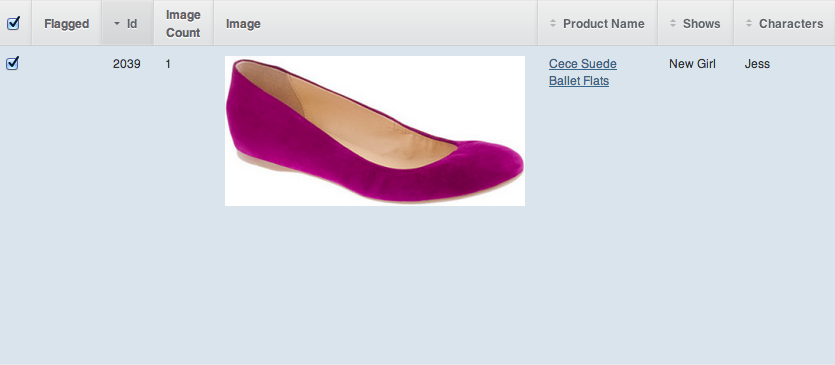 Flagged Id Image Count Image Product Name Shows Characters
2039 1 Cece Suede Ballet Flats New Girl Jess